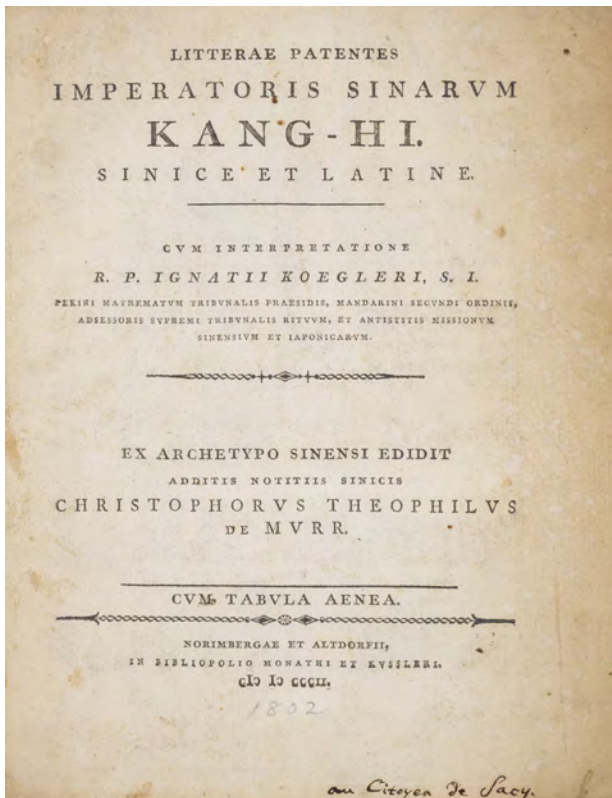 LITTERAE PATENTES
IMPERATORIS SINARVM
KANG-HI.
SINICE ET LATINE.
CVM INTERPRETATIONE
R. P. IGNATII KOEGLERI, S. I.
PEKINI MATHEMATVM TRIBVNALIS PRAESIDIS, MANDARINI SECVNDI ORDINIS,
ADSESSORIS SVPREMI TRIBVNALIS RITVVM, ET ANTISTITIS MISSIONVM
SINENSIVM ET IAPONICARVM.
EX ARCHETYPO SINENSI EDIDIT
ADDITIS NOTITIIS SINICIS
CHRISTOPHORVS THEOPHILVS
DE MVRR.
CVM TABVLA AENEA.
NORIMBERGAE ET ALTDORFII,
IN BIBLIOPOLIO MONATHI ET KVSSLERI.
cIↃ IↃ cccII.
1802
au Citoyen de Sacy.